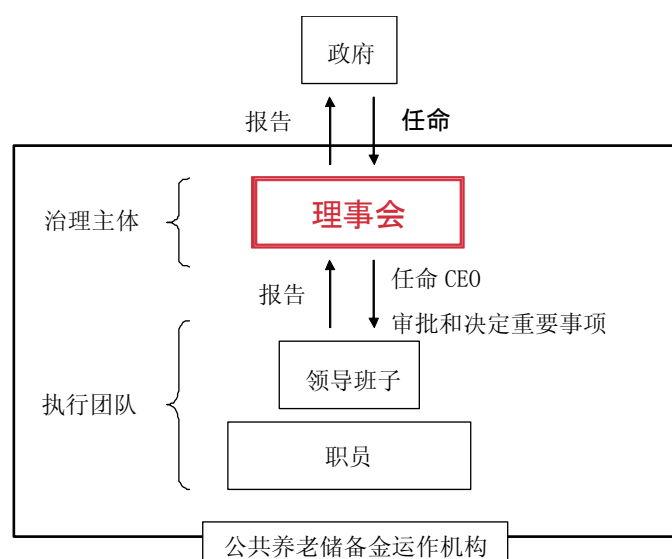 政府
报告
任命
治理主体
理事会
报告
任命 CEO
审批和决定重要事项
执行团队
领导班子
职员
公共养老储备金运作机构